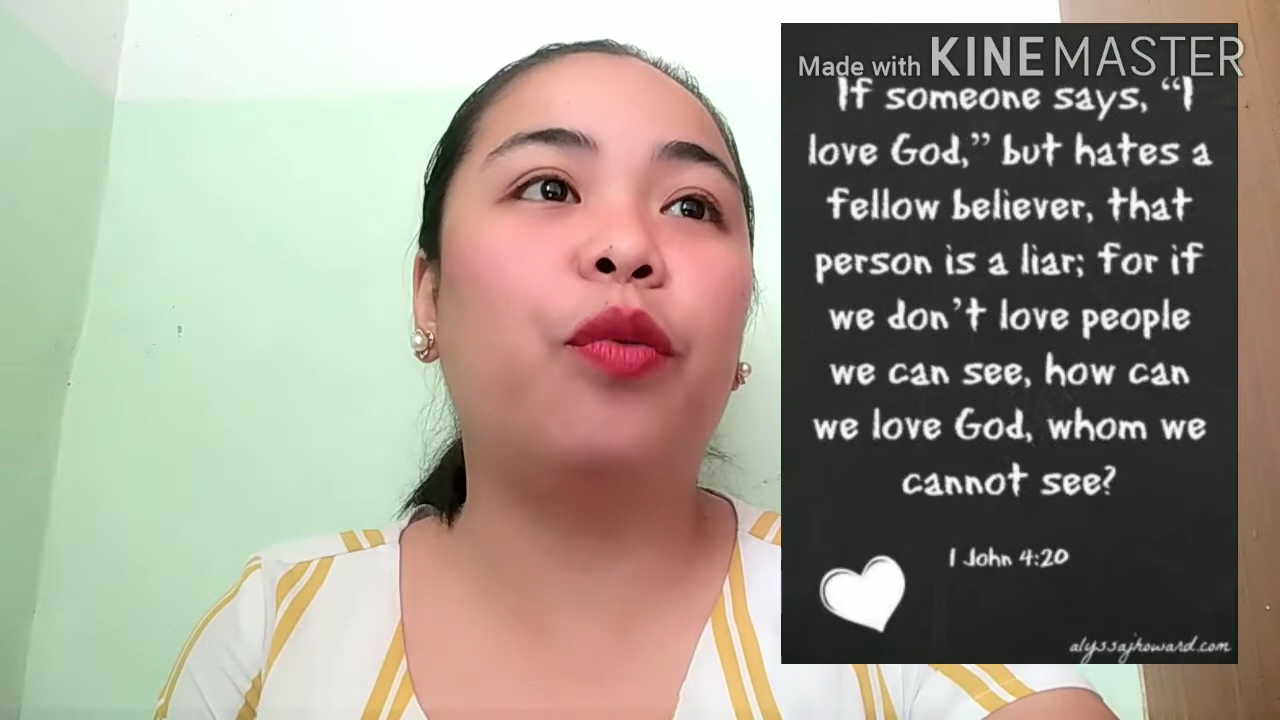 Made with KINEMASTER
If someone says, “I
love God,” but hates a
fellow believer, that
person is a liar; for if
we don’t love people
we can see, how can
we love God, whom we
cannot see?
1 John 4:20
alyssajhoward.com